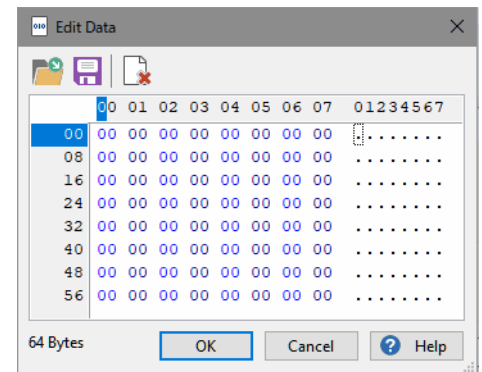 010 Edit Data
00 01 02 03 04 05 06 07 01234567
00 00 00 00 00 00 00 00 00 ........
08 00 00 00 00 00 00 00 00 ........
16 00 00 00 00 00 00 00 00 ........
24 00 00 00 00 00 00 00 00 ........
32 00 00 00 00 00 00 00 00 ........
40 00 00 00 00 00 00 00 00 ........
48 00 00 00 00 00 00 00 00 ........
56 00 00 00 00 00 00 00 00 ........
64 Bytes OK Cancel ? Help